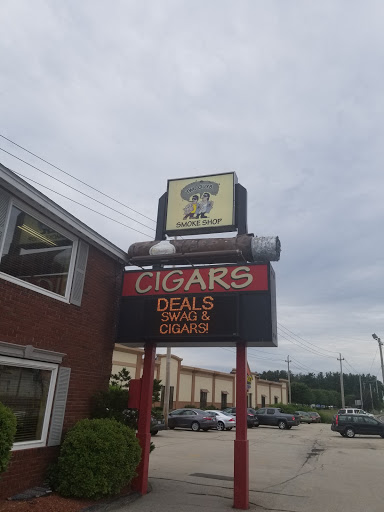 SMOKE SHOP
CIGARS
DEALS
SWAG &
CIGARS!